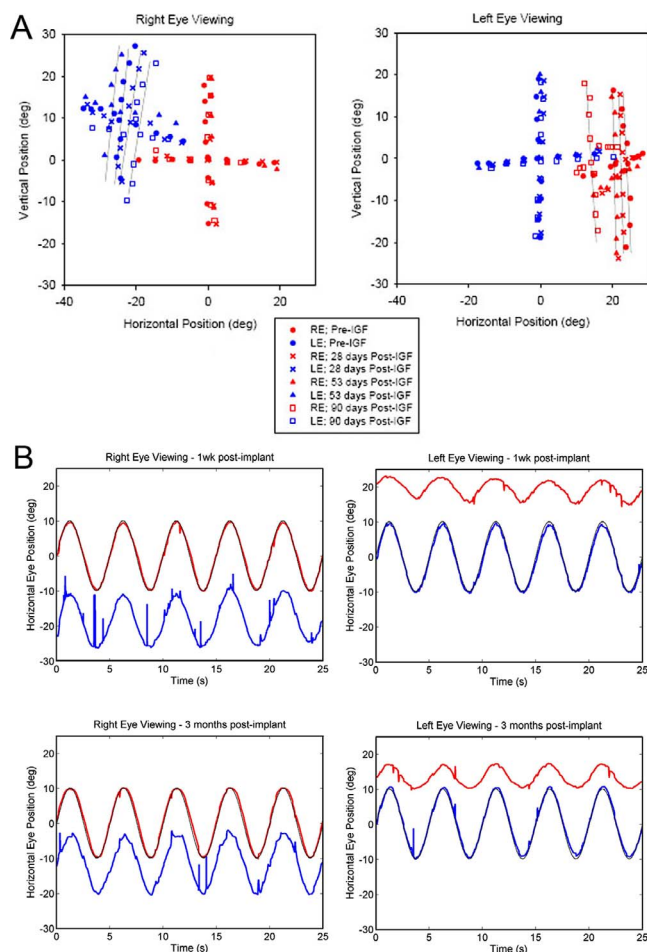 A
Right Eye Viewing
Left Eye Viewing
Vertical Position (deg)
30
20
10
0
-10
-20
-30
-40
-20
0
20
Horizontal Position (deg)
Vertical Position (deg)
30
20
10
0
-10
-20
-30
-30
-20
-10
0
10
20
Horizontal Position (deg)
RE; Pre-IGF
LE; Pre-IGF
RE; 28 days Post-IGF
LE; 28 days Post-IGF
RE; 53 days Post-IGF
LE; 53 days Post-IGF
RE; 90 days Post-IGF
LE; 90 days Post-IGF
B
Right Eye Viewing - 1wk post-implant
Horizontal Eye Position (deg)
20
10
0
-10
-20
-30
0
5
10
15
20
25
Time (s)
Left Eye Viewing - 1wk post-implant
Horizontal Eye Position (deg)
20
10
0
-10
-20
-30
0
5
10
15
20
25
Time (s)
Right Eye Viewing - 3 months post-implant
Horizontal Eye Position (deg)
20
10
0
-10
-20
-30
0
5
10
15
20
25
Time (s)
Left Eye Viewing - 3 months post-implant
Horizontal Eye Position (deg)
20
10
0
-10
-20
-30
0
5
10
15
20
25
Time (s)